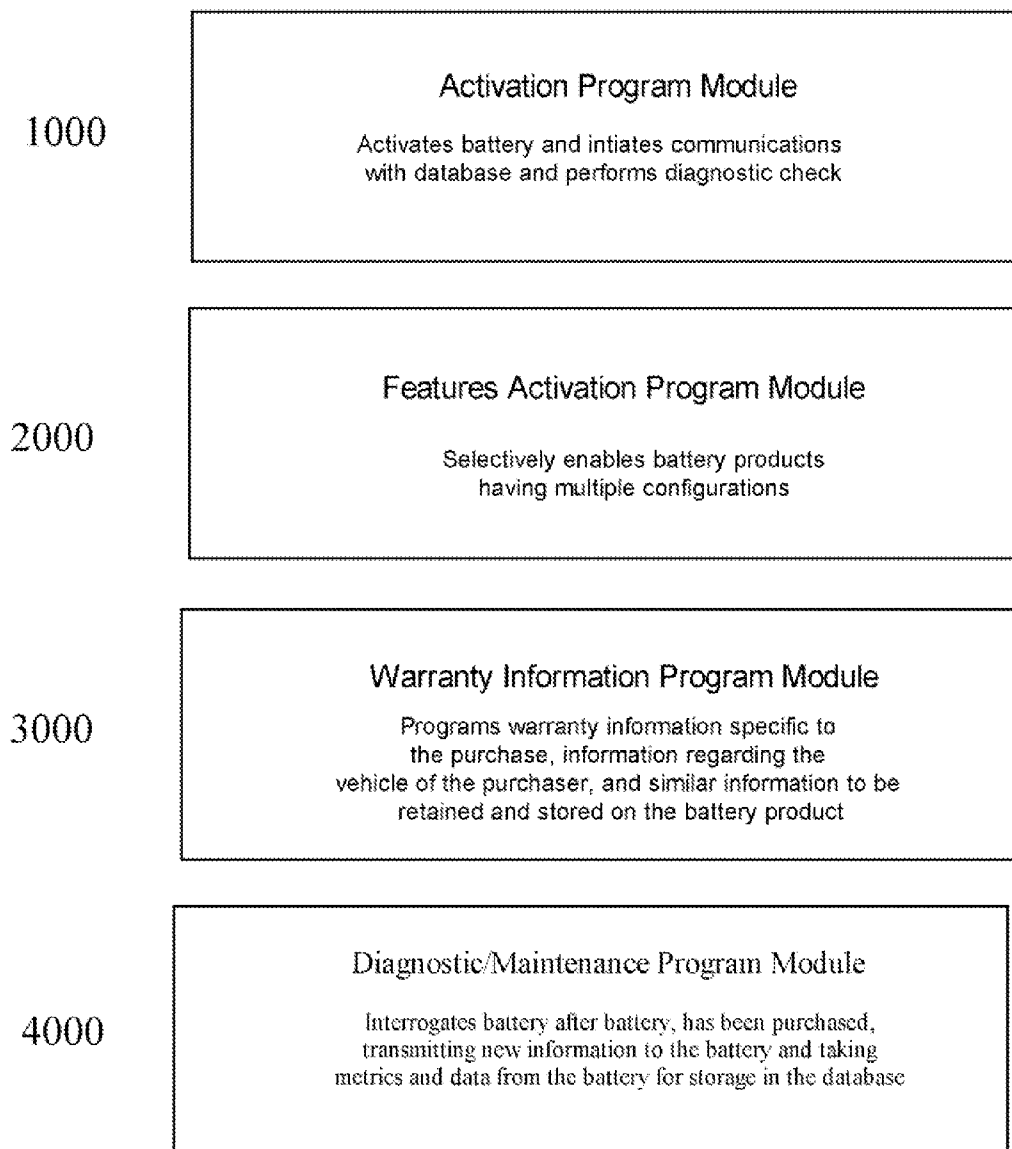 1000
Activation Program Module
Activates battery and intiates communications
with database and performs diagnostic check
2000
Features Activation Program Module
Selectively enables battery products
having multiple configurations
3000
Warranty Information Program Module
Programs warranty information specific to
the purchase, information regarding the
vehicle of the purchaser, and similar information to be
retained and stored on the battery product
4000
Diagnostic/Maintenance Program Module
Interrogates battery after battery, has been purchased,
transmitting new information to the battery and taking
metrics and data from the battery for storage in the database